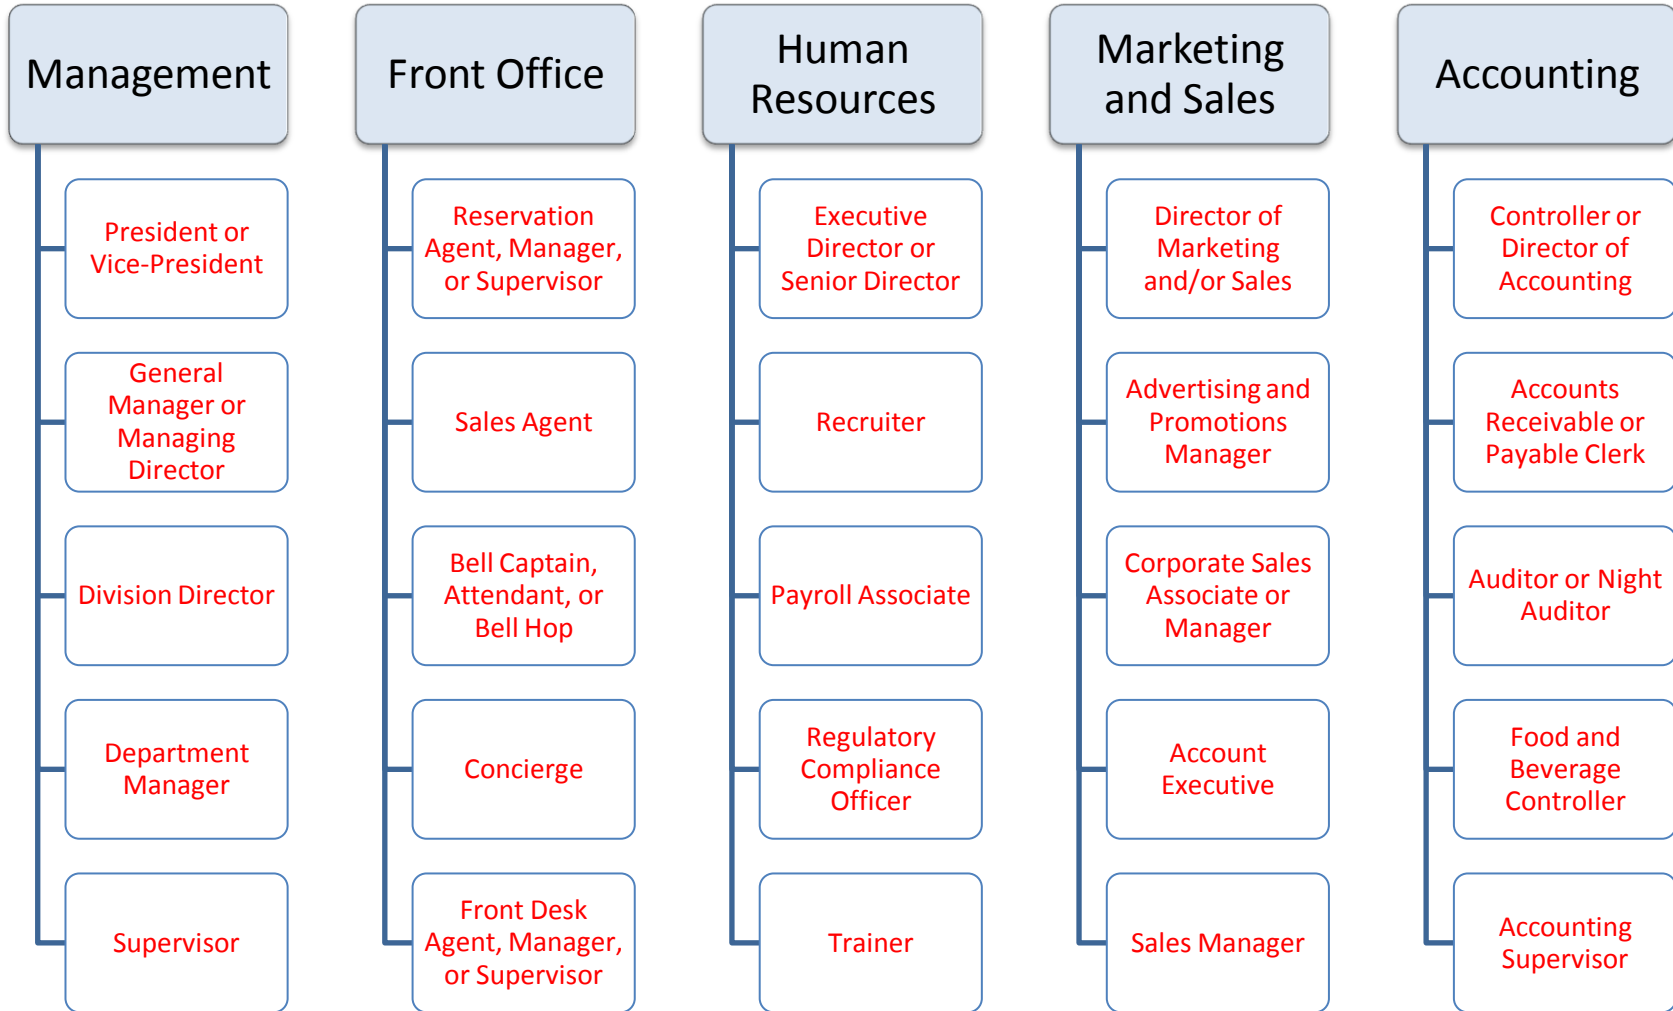 Management
President or
Vice-President
General
Manager or
Managing
Director
Division Director
Department
Manager
Supervisor
Front Office
Reservation
Agent, Manager,
or Supervisor
Sales Agent
Bell Captain,
Attendant, or
Bell Hop
Concierge
Front Desk
Agent, Manager,
or Supervisor
Human
Resources
Executive
Director or
Senior Director
Recruiter
Payroll Associate
Regulatory
Compliance
Officer
Trainer
Marketing
and Sales
Director of
Marketing
and/or Sales
Advertising and
Promotions
Manager
Corporate Sales
Associate or
Manager
Account
Executive
Sales Manager
Accounting
Controller or
Director of
Accounting
Accounts
Receivable or
Payable Clerk
Auditor or Night
Auditor
Food and
Beverage
Controller
Accounting
Supervisor